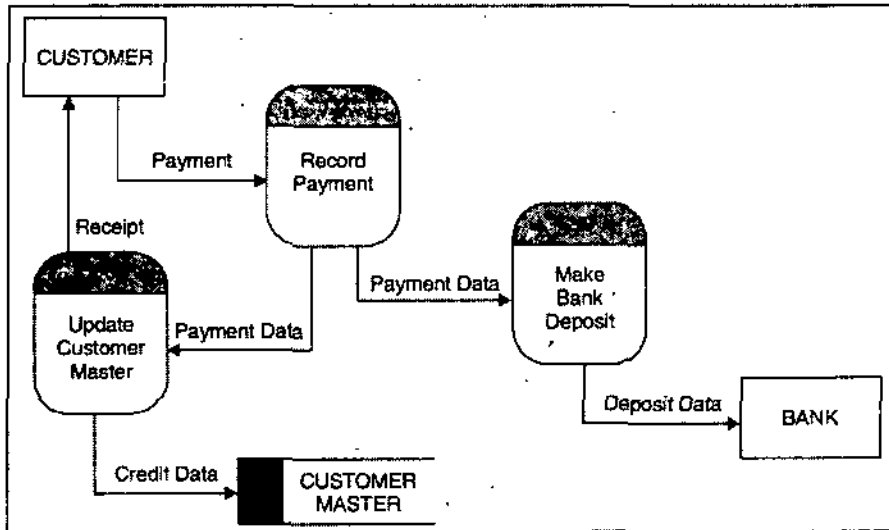 CUSTOMER
Payment
Record
Payment
Receipt
Payment Data
Make
Bank
Deposit
Update
Customer
Master
Payment Data
Deposit Data
BANK
Credit Data
CUSTOMER
MASTER